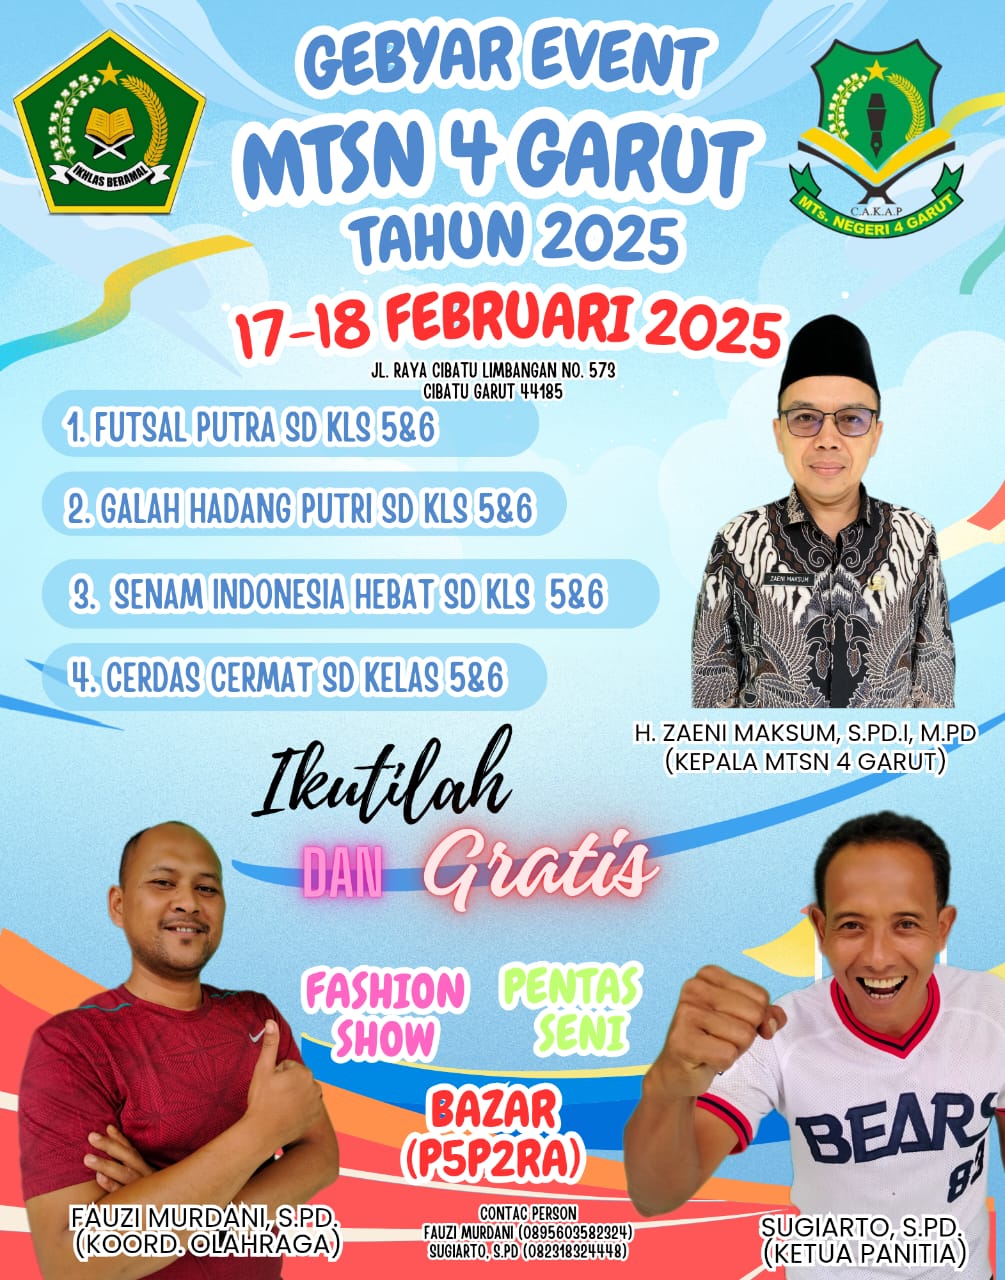 GEBYAR EVENT
MTSN 4 GARUT
TAHUN 2025
IKHLAS BERAMAL
C.A.K.A.P
MTs. NEGERI 4 GARUT
17-18 FEBRUARI 2025
JL. RAYA CIBATU LIMBANGAN NO. 573
CIBATU GARUT 44185
1. FUTSAL PUTRA SD KLS 5&6
2. GALAH HADANG PUTRI SD KLS 5&6
3. SENAM INDONESIA HEBAT SD KLS 5&6
4. CERDAS CERMAT SD KELAS 5&6
ZAENI MAKSUM
H. ZAENI MAKSUM, S.PD.I, M.PD
(KEPALA MTSN 4 GARUT)
Ikutilah
DAN Gratis
FASHION
SHOW
PENTAS
SENI
BAZAR
(P5P2RA)
BEARS
83
FAUZI MURDANI, S.PD.
(KOORD. OLAHRAGA)
CONTAC PERSON
FAUZI MURDANI (0895603582324)
SUGIARTO, S.PD (082318324448)
SUGIARTO, S.PD.
(KETUA PANITIA)